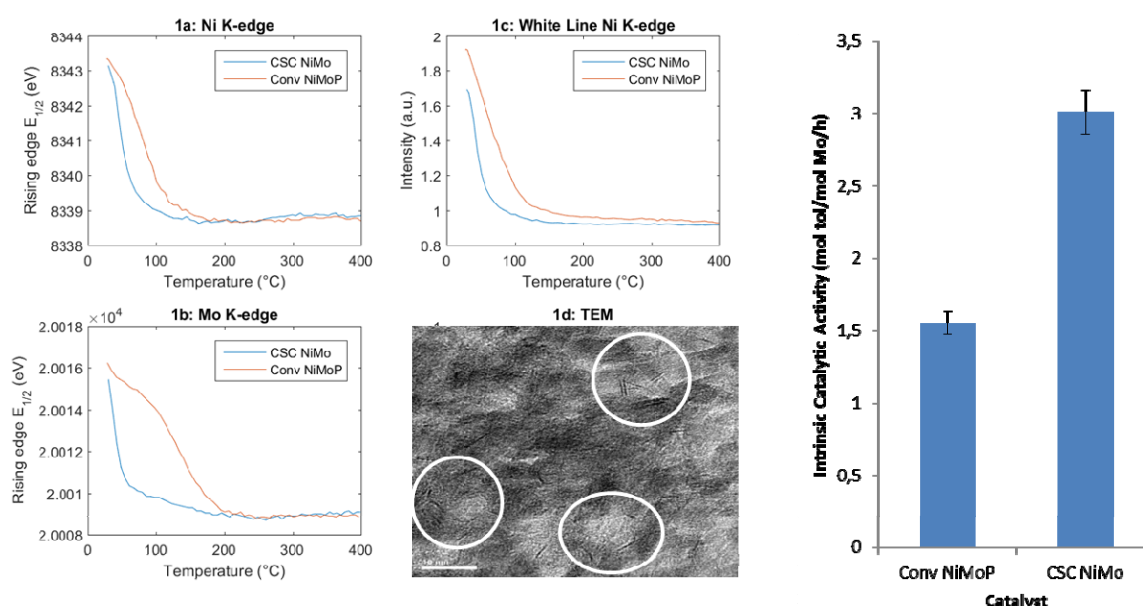 1a: Ni K-edge
8344
8343
8342
8341
8340
8339
8338
Rising edge E1/2 (eV)
CSC NiMo
Conv NiMoP
0
100
200
300
400
Temperature (°C)
1c: White Line Ni K-edge
2
1.8
1.6
1.4
1.2
1
0.8
Intensity (a.u.)
CSC NiMo
Conv NiMoP
0
100
200
300
400
Temperature (°C)
1b: Mo K-edge
×10⁴
2.0018
2.0016
2.0014
2.0012
2.001
2.0008
Rising edge E1/2 (eV)
CSC NiMo
Conv NiMoP
0
100
200
300
400
Temperature (°C)
1d: TEM
3,5
3
2,5
2
1,5
1
0,5
0
Intrinsic Catalytic Activity (mol tol/mol Mo/h)
Conv NiMoP
CSC NiMo
Catalyst